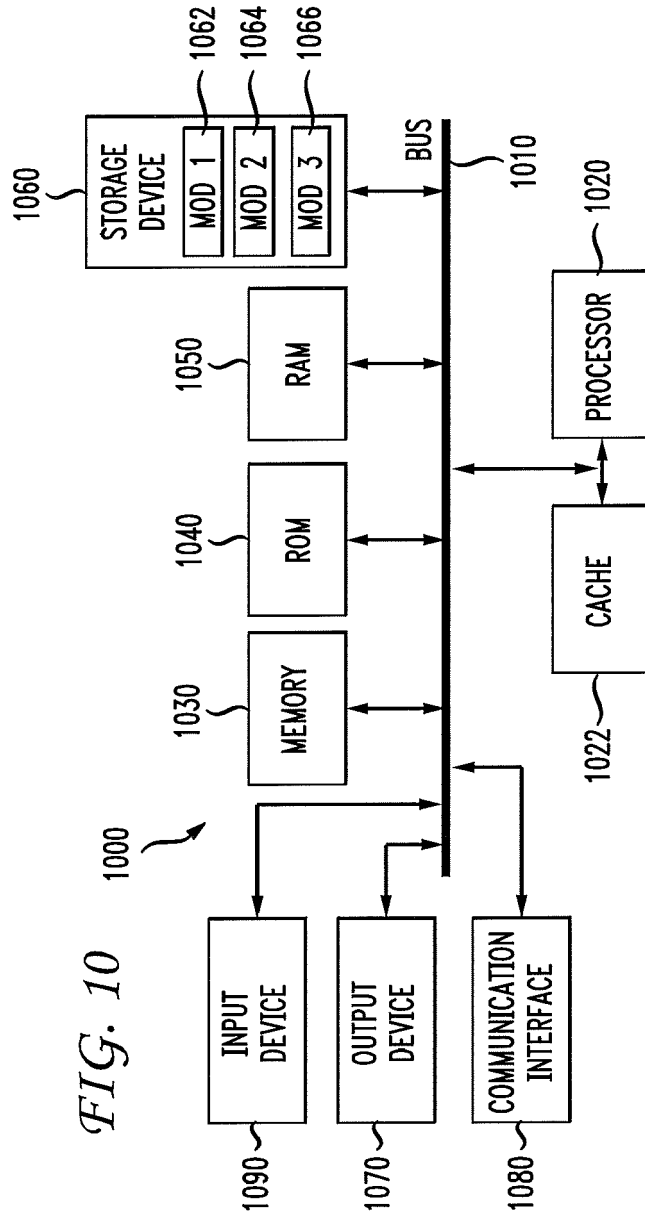 FIG. 10
1000
1090
INPUT
DEVICE
1070
OUTPUT
DEVICE
1080
COMMUNICATION
INTERFACE
1030
MEMORY
1040
ROM
1050
RAM
1060
STORAGE
DEVICE
MOD 1
1062
MOD 2
1064
MOD 3
1066
BUS
1010
1022
CACHE
PROCESSOR
1020